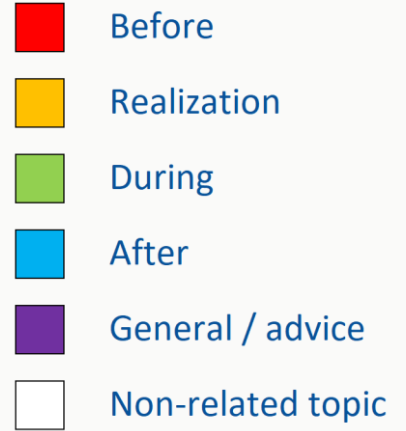 Before
Realization
During
After
General / advice
Non-related topic